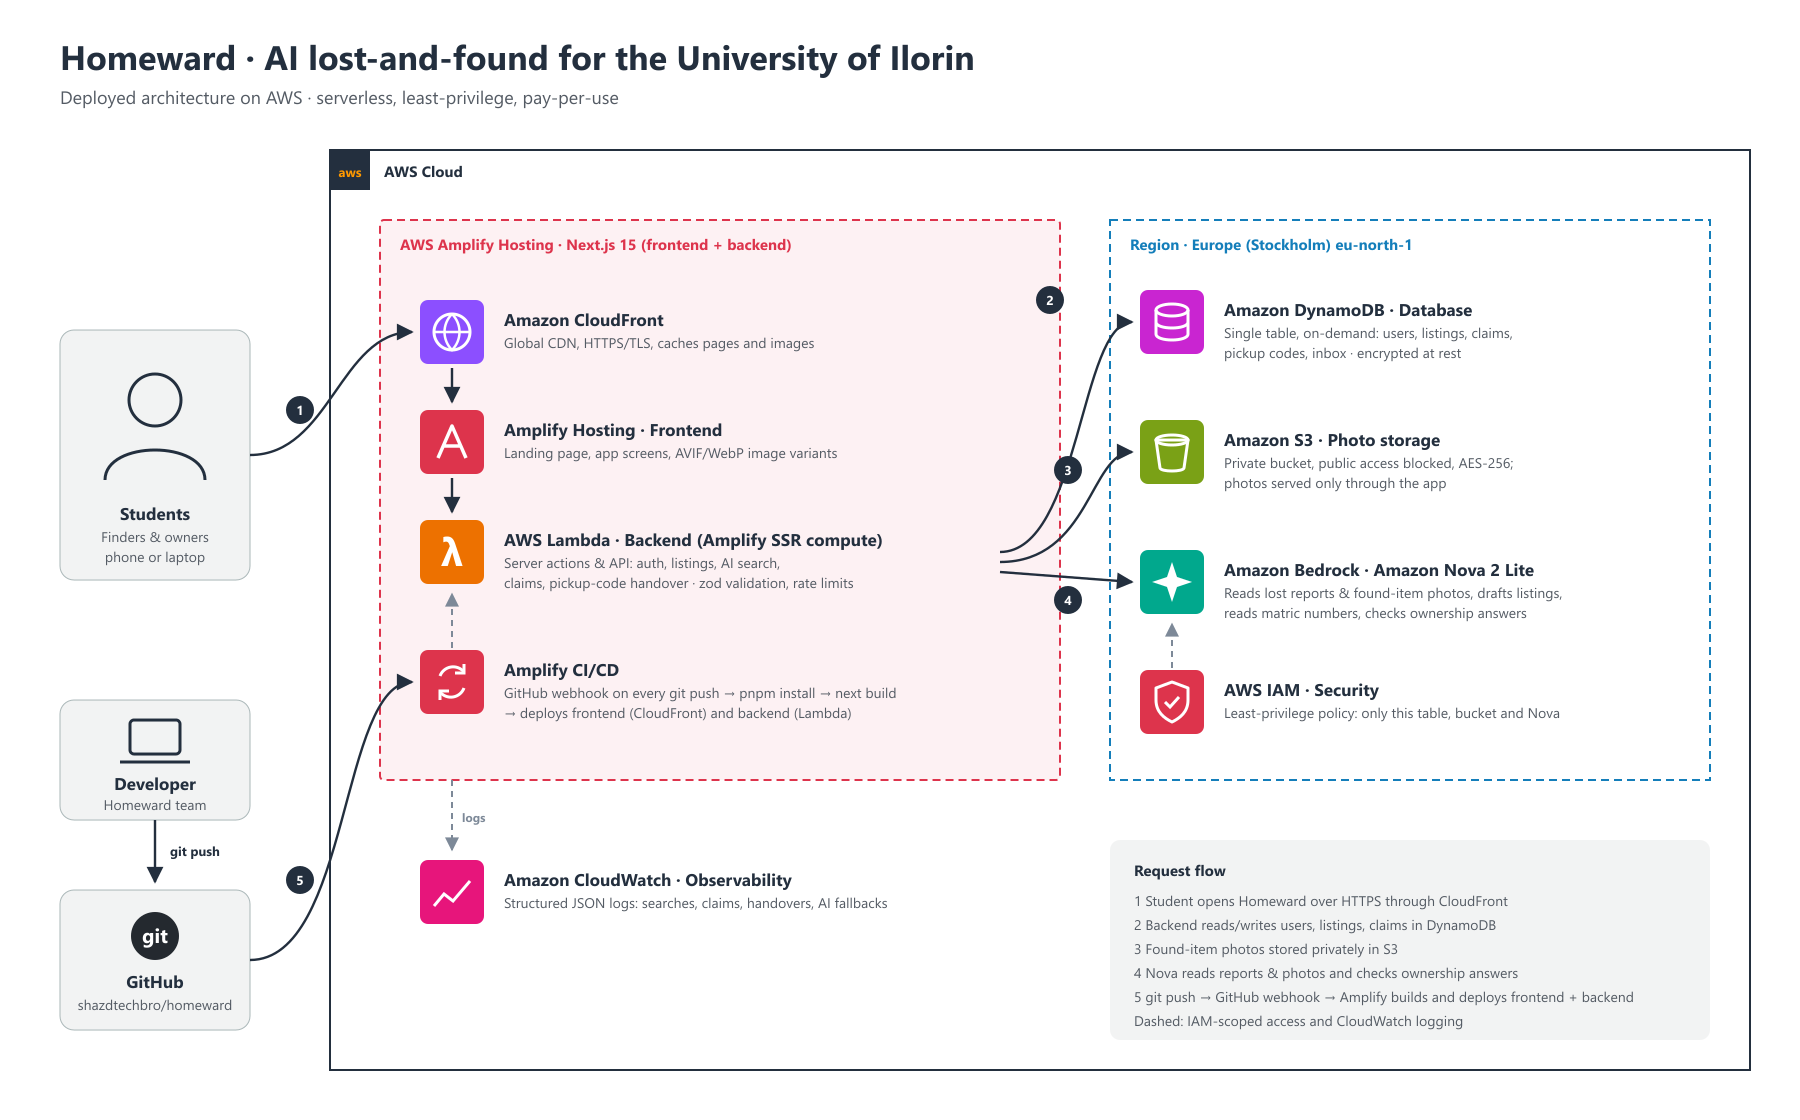 Homeward · AI lost-and-found for the University of Ilorin
Deployed architecture on AWS · serverless, least-privilege, pay-per-use
aws
AWS Cloud
AWS Amplify Hosting · Next.js 15 (frontend + backend)
Amazon CloudFront
Global CDN, HTTPS/TLS, caches pages and images
Amplify Hosting · Frontend
Landing page, app screens, AVIF/WebP image variants
λ
AWS Lambda · Backend (Amplify SSR compute)
Server actions & API: auth, listings, AI search,
claims, pickup-code handover · zod validation, rate limits
Amplify CI/CD
GitHub webhook on every git push → pnpm install → next build
→ deploys frontend (CloudFront) and backend (Lambda)
Region · Europe (Stockholm) eu-north-1
Amazon DynamoDB · Database
Single table, on-demand: users, listings, claims,
pickup codes, inbox · encrypted at rest
Amazon S3 · Photo storage
Private bucket, public access blocked, AES-256;
photos served only through the app
Amazon Bedrock · Amazon Nova 2 Lite
Reads lost reports & found-item photos, drafts listings,
reads matric numbers, checks ownership answers
AWS IAM · Security
Least-privilege policy: only this table, bucket and Nova
1
2
3
4
5
Students
Finders & owners
phone or laptop
Developer
Homeward team
git push
git
GitHub
shazdtechbro/homeward
logs
Amazon CloudWatch · Observability
Structured JSON logs: searches, claims, handovers, AI fallbacks
Request flow
1 Student opens Homeward over HTTPS through CloudFront
2 Backend reads/writes users, listings, claims in DynamoDB
3 Found-item photos stored privately in S3
4 Nova reads reports & photos and checks ownership answers
5 git push → GitHub webhook → Amplify builds and deploys frontend + backend
Dashed: IAM-scoped access and CloudWatch logging